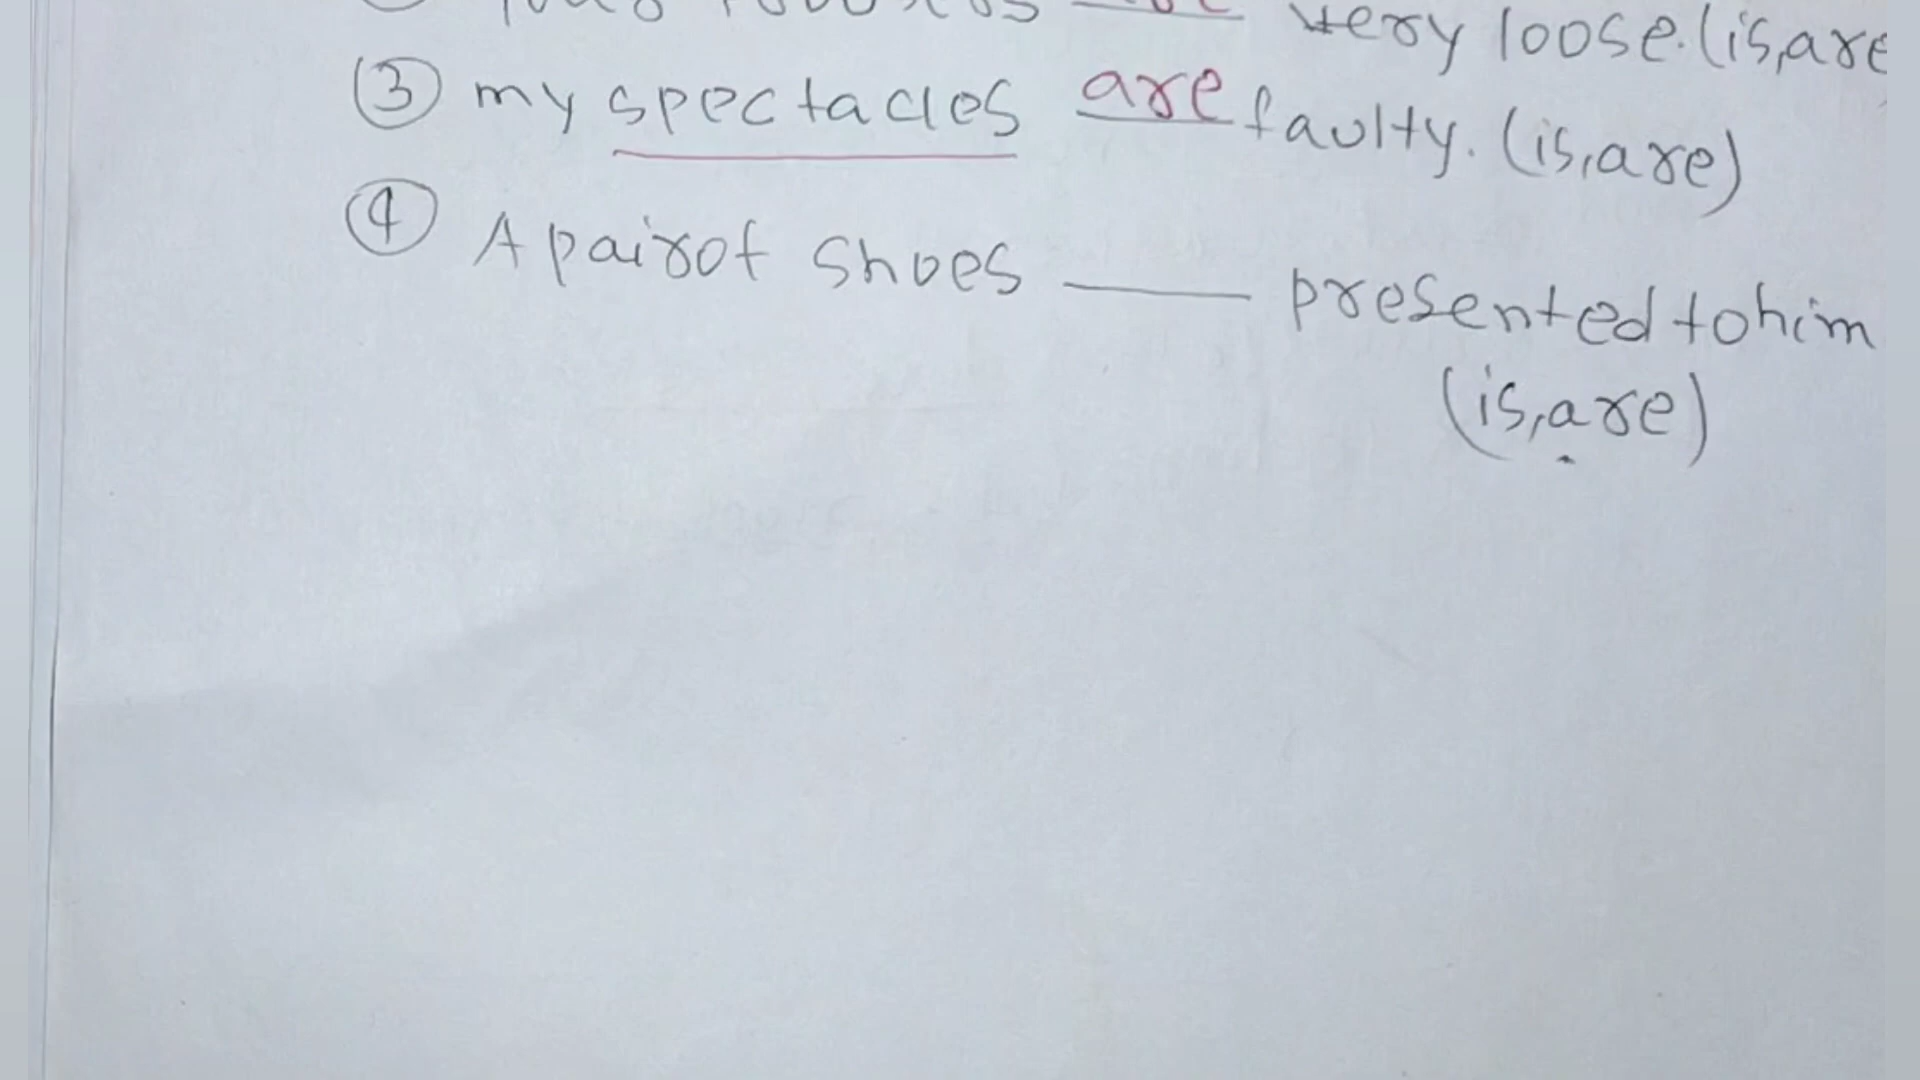 very loose. (is, are
③ my spectacles are faulty. (is, are)
④ A pair of shoes ____ presented to him
(is, are)